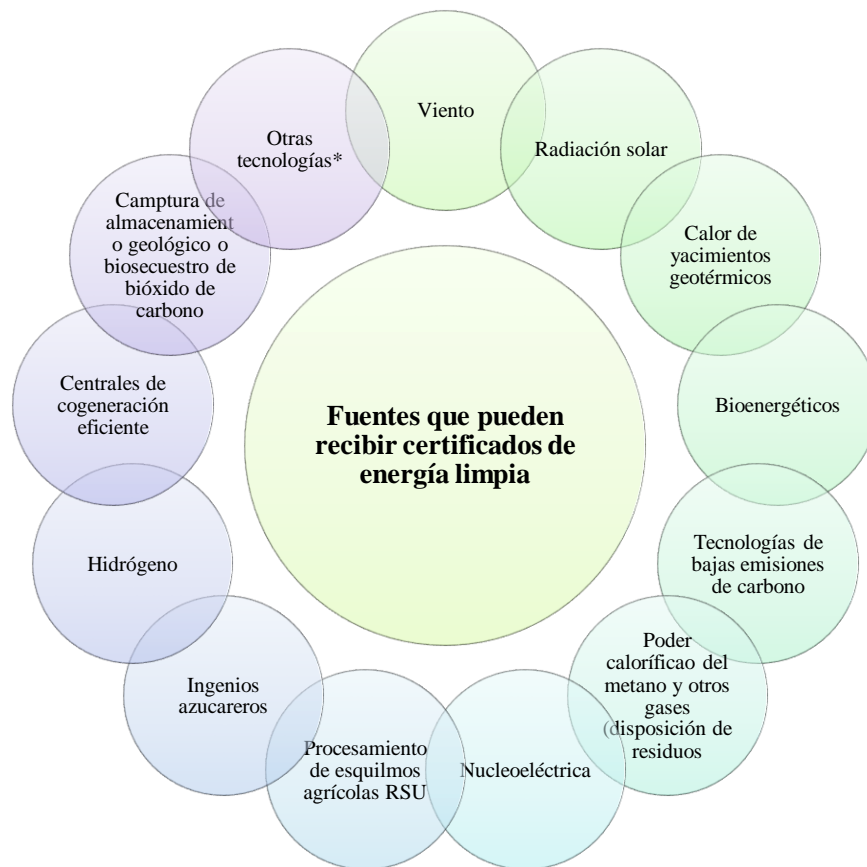 Viento
Radiación solar
Calor de
yacimientos
geotérmicos
Bioenergéticos
Tecnologías de
bajas emisiones
de carbono
Poder
caloríficao del
metano y otros
gases
(disposición de
residuos
Nucleoeléctrica
Procesamiento
de esquilmos
agrícolas RSU
Ingenios
azucareros
Hidrógeno
Centrales de
cogeneración
eficiente
Camptura de
almacenamient
o geológico o
biosecuestro de
bióxido de
carbono
Otras
tecnologías*
Fuentes que pueden
recibir certificados de
energía limpia